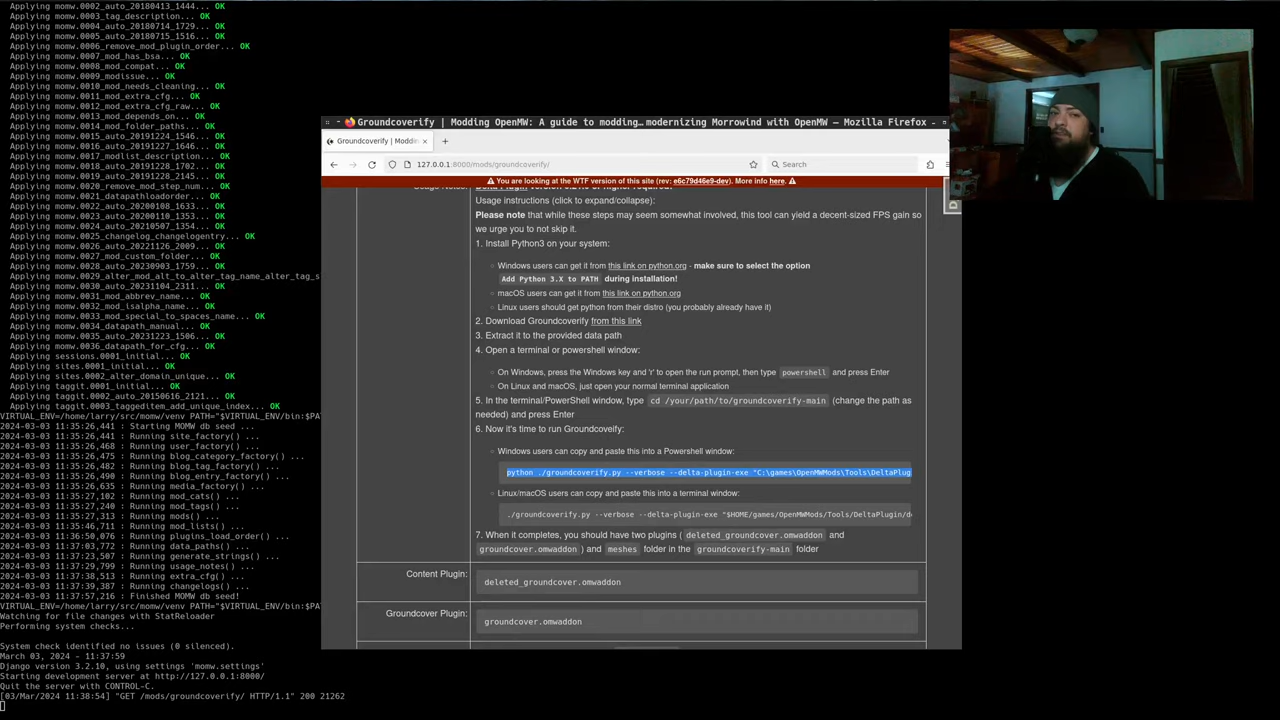 Applying momw.0002_auto_20180413_1444... OK
Applying momw.0003_tag_description... OK
Applying momw.0004_auto_20180714_1729... OK
Applying momw.0005_auto_20180715_1516... OK
Applying momw.0006_remove_mod_plugin_order... OK
Applying momw.0007_mod_has_bsa... OK
Applying momw.0008_mod_compat... OK
Applying momw.0009_modissue... OK
Applying momw.0010_mod_needs_cleaning... OK
Applying momw.0011_mod_extra_cfg... OK
Applying momw.0012_mod_extra_cfg_raw... OK
Applying momw.0013_mod_depends_on... OK
Applying momw.0014_mod_folder_paths... OK
Applying momw.0015_auto_20191224_1546... OK
Applying momw.0016_auto_20191227_1646... OK
Applying momw.0017_modlist_description... OK
Applying momw.0018_auto_20191228_1702... OK
Applying momw.0019_auto_20191228_2145... OK
Applying momw.0020_remove_mod_step_num... OK
Applying momw.0021_datapathloadorder... OK
Applying momw.0022_auto_20200108_1633... OK
Applying momw.0023_auto_20200110_1353... OK
Applying momw.0024_auto_20210507_1354... OK
Applying momw.0025_changelog_changelogentry... OK
Applying momw.0026_auto_20221126_2009... OK
Applying momw.0027_mod_custom_folder... OK
Applying momw.0028_auto_20230903_1759... OK
Applying momw.0029_alter_mod_alt_to_alter_tag_name_alter_tag_s
Applying momw.0030_auto_20231104_2311... OK
Applying momw.0031_mod_abbrev_name... OK
Applying momw.0032_mod_isalpha_name... OK
Applying momw.0033_mod_special_to_spaces_name... OK
Applying momw.0034_datapath_manual... OK
Applying momw.0035_auto_20231223_1506... OK
Applying momw.0036_datapath_for_cfg... OK
Applying sessions.0001_initial... OK
Applying sites.0001_initial... OK
Applying sites.0002_alter_domain_unique... OK
Applying taggit.0001_initial... OK
Applying taggit.0002_auto_20150616_2121... OK
Applying taggit.0003_taggeditem_add_unique_index... OK
VIRTUAL_ENV=/home/larry/src/momw/venv PATH="$VIRTUAL_ENV/bin:$PA
2024-03-03 11:35:26,441 : Starting MOMW db seed ...
2024-03-03 11:35:26,441 : Running site_factory() ...
2024-03-03 11:35:26,468 : Running user_factory() ...
2024-03-03 11:35:26,475 : Running blog_category_factory() ...
2024-03-03 11:35:26,480 : Running blog_tag_factory() ...
2024-03-03 11:35:26,490 : Running blog_entry_factory() ...
2024-03-03 11:35:26,635 : Running media_factory() ...
2024-03-03 11:35:27,102 : Running mod_cats() ...
2024-03-03 11:35:27,240 : Running mod_tags() ...
2024-03-03 11:35:27,313 : Running mods() ...
2024-03-03 11:35:46,711 : Running mod_lists() ...
2024-03-03 11:36:50,076 : Running plugins_load_order() ...
2024-03-03 11:37:03,772 : Running data_paths() ...
2024-03-03 11:37:23,507 : Running generate_strings() ...
2024-03-03 11:37:29,799 : Running usage_notes() ...
2024-03-03 11:37:38,513 : Running extra_cfg() ...
2024-03-03 11:37:39,387 : Running changelogs() ...
2024-03-03 11:37:57,216 : Finished MOMW db seed!
VIRTUAL_ENV=/home/larry/src/momw/venv PATH="$VIRTUAL_ENV/bin:$PA
Watching for file changes with StatReloader
Performing system checks...
System check identified no issues (0 silenced).
March 03, 2024 - 11:37:59
Django version 3.2.10, using settings 'momw.settings'
Starting development server at http://127.0.0.1:8000/
Quit the server with CONTROL-C.
[03/Mar/2024 11:38:54] "GET /mods/groundcoverify/ HTTP/1.1" 200 21262
Groundcoverify | Modding OpenMW: A guide to modding… modernizing Morrowind with OpenMW — Mozilla Firefox
Groundcoverify | Moddin
127.0.0.1:8000/mods/groundcoverify/
Search
You are looking at the WTF version of this site (rev: e6c79d46e9-dev). More info here.
Usage instructions (click to expand/collapse):
Please note that while these steps may seem somewhat involved, this tool can yield a decent-sized FPS gain so
we urge you to not skip it.
1. Install Python3 on your system:
Windows users can get it from this link on python.org - make sure to select the option
Add Python 3.X to PATH during installation!
macOS users can get it from this link on python.org
Linux users should get python from their distro (you probably already have it)
2. Download Groundcoverify from this link
3. Extract it to the provided data path
4. Open a terminal or powershell window:
On Windows, press the Windows key and 'r' to open the run prompt, then type powershell and press Enter
On Linux and macOS, just open your normal terminal application
5. In the terminal/PowerShell window, type cd /your/path/to/groundcoverify-main (change the path as
needed) and press Enter
6. Now it's time to run Groundcoveify:
Windows users can copy and paste this into a Powershell window:
python ./groundcoverify.py --verbose --delta-plugin-exe "C:\games\OpenMWMods\Tools\DeltaPlug
Linux/macOS users can copy and paste this into a terminal window:
./groundcoverify.py --verbose --delta-plugin-exe "$HOME/games/OpenMWMods/Tools/DeltaPlugin/de
7. When it completes, you should have two plugins ( deleted_groundcover.omwaddon and
groundcover.omwaddon ) and meshes folder in the groundcoverify-main folder
Content Plugin:
deleted_groundcover.omwaddon
Groundcover Plugin:
groundcover.omwaddon